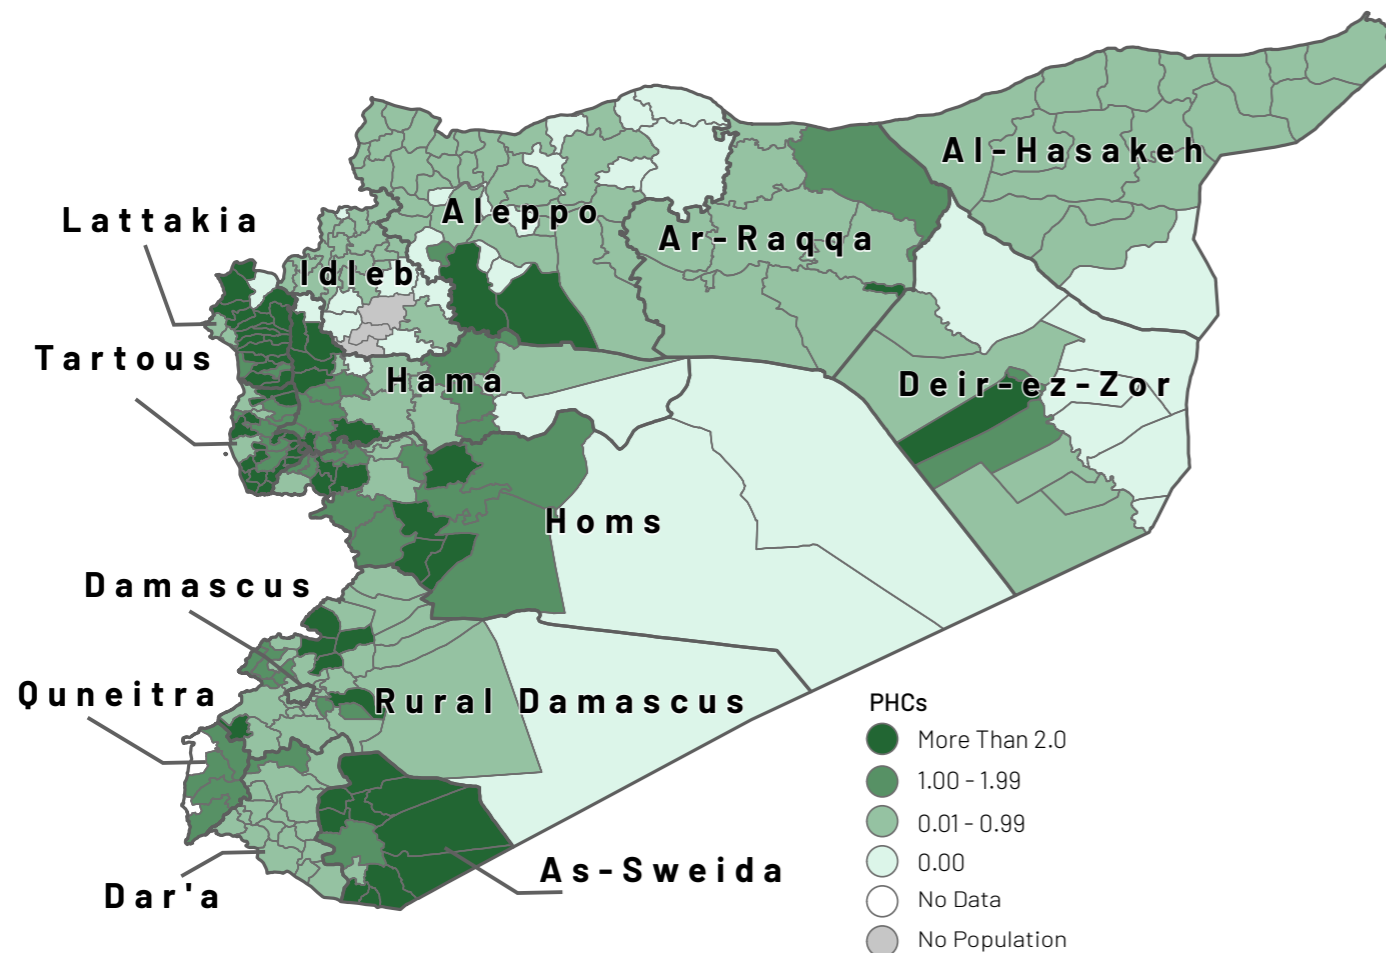 Al-Hasakeh
Lattakia
Aleppo
Ar-Raqqa
Idleb
Tartous
Hama
Deir-ez-Zor
Homs
Damascus
Quneitra
Rural Damascus
As-Sweida
Dar'a
PHCs
More Than 2.0
1.00 - 1.99
0.01 - 0.99
0.00
No Data
No Population